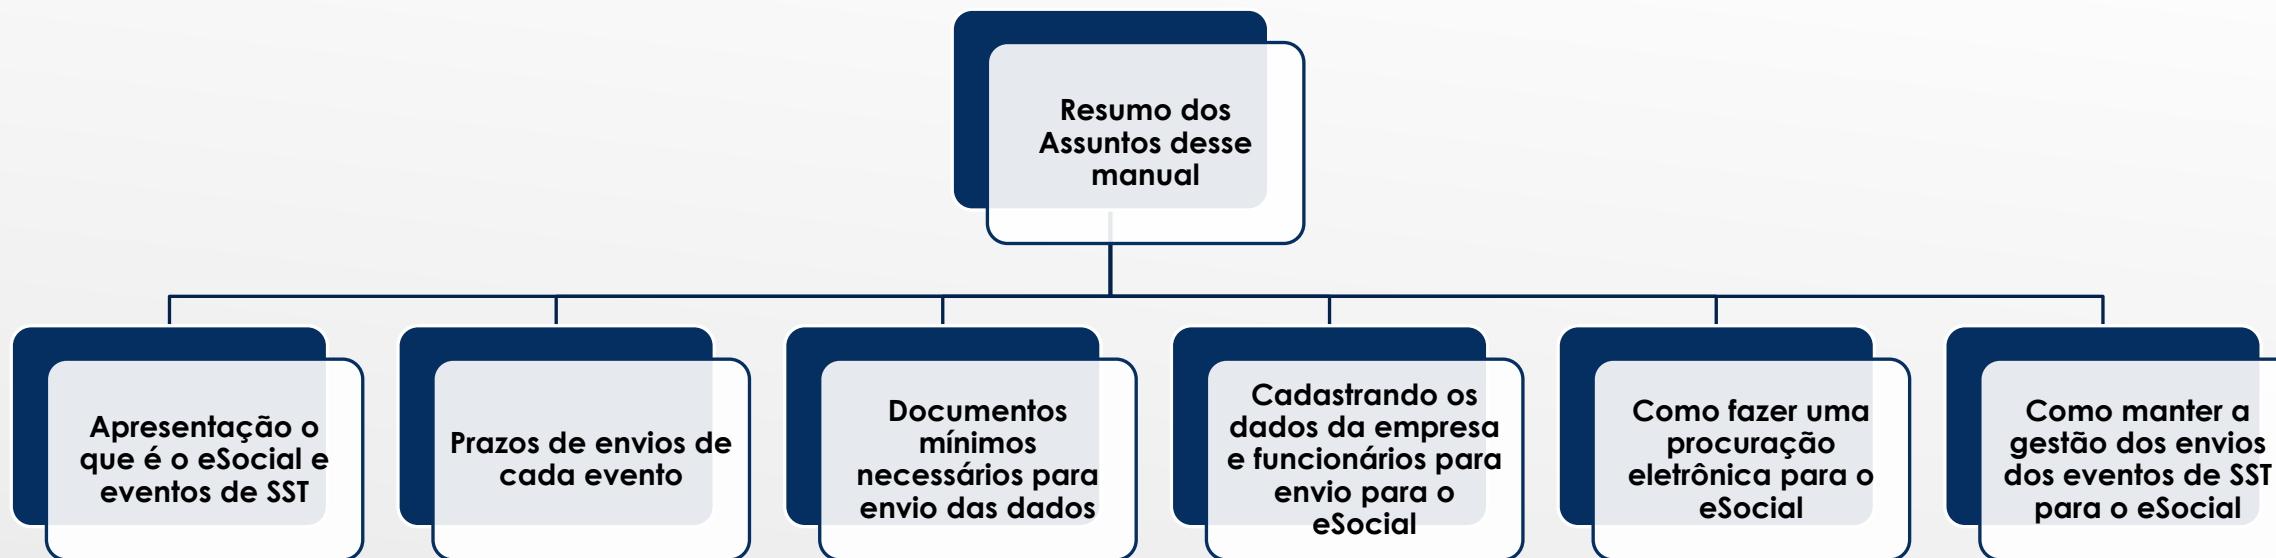 Resumo dos
Assuntos desse
manual
Apresentação o
que é o eSocial e
eventos de SST
Prazos de envios de
cada evento
Documentos
mínimos
necessários para
envio das dados
Cadastrando os
dados da empresa
e funcionários para
envio para o
eSocial
Como fazer uma
procuração
eletrônica para o
eSocial
Como manter a
gestão dos envios
dos eventos de SST
para o eSocial